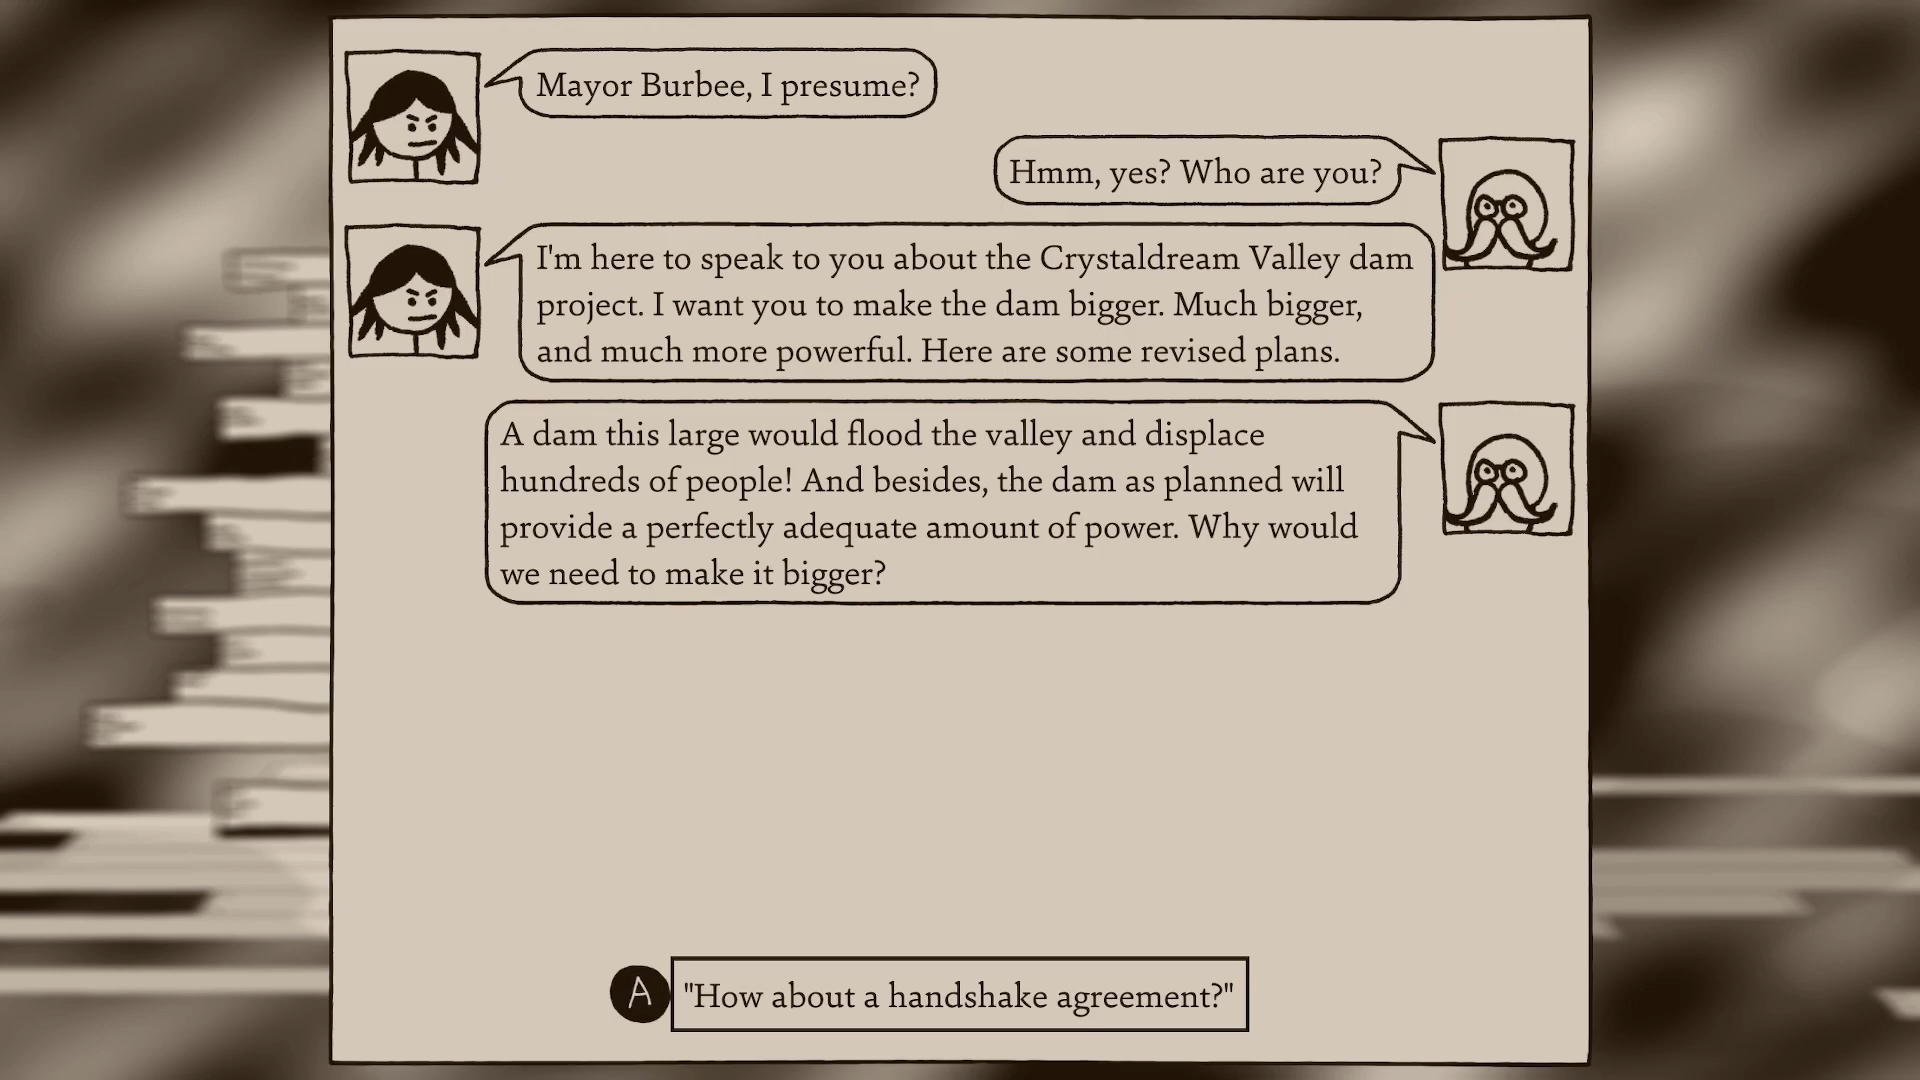 Mayor Burbee, I presume?
Hmm, yes? Who are you?
I'm here to speak to you about the Crystaldream Valley dam
project. I want you to make the dam bigger. Much bigger,
and much more powerful. Here are some revised plans.
A dam this large would flood the valley and displace
hundreds of people! And besides, the dam as planned will
provide a perfectly adequate amount of power. Why would
we need to make it bigger?
A "How about a handshake agreement?"